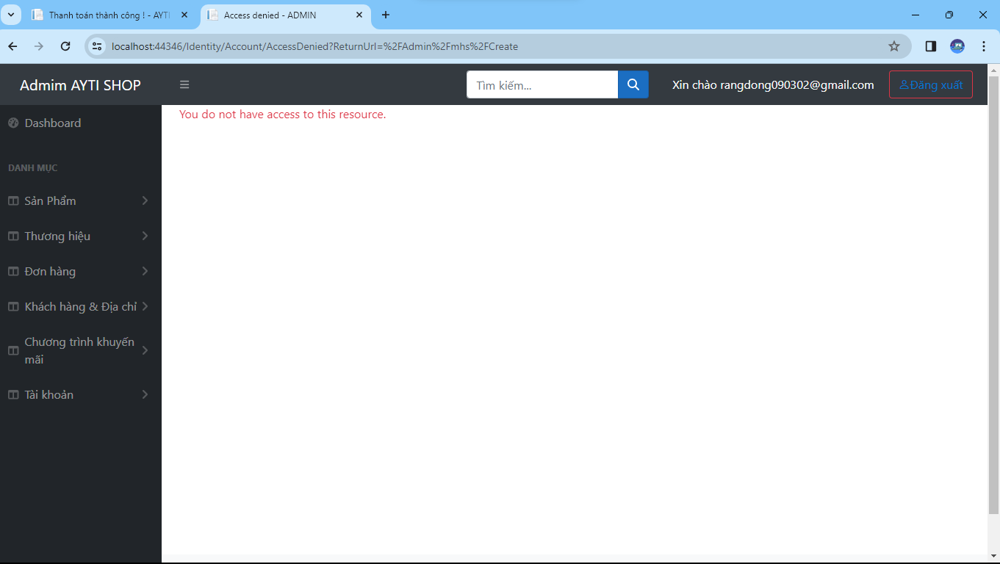 Thanh toán thành công ! - AYTI
Access denied - ADMIN
localhost:44346/Identity/Account/AccessDenied?ReturnUrl=%2FAdmin%2Fmhs%2FCreate
Admim AYTI SHOP
Tìm kiếm...
Xin chào rangdong090302@gmail.com
Đăng xuất
You do not have access to this resource.
Dashboard
DANH MỤC
Sản Phẩm
Thương hiệu
Đơn hàng
Khách hàng & Địa chỉ
Chương trình khuyến
mãi
Tài khoản